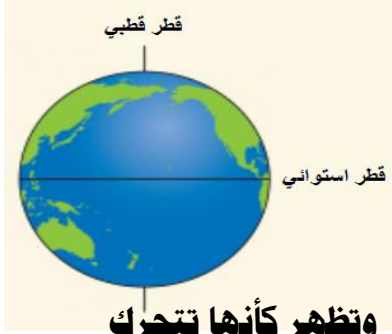 قطر قطبي
قطر استوائي
وتظهر كأنها تتحرك